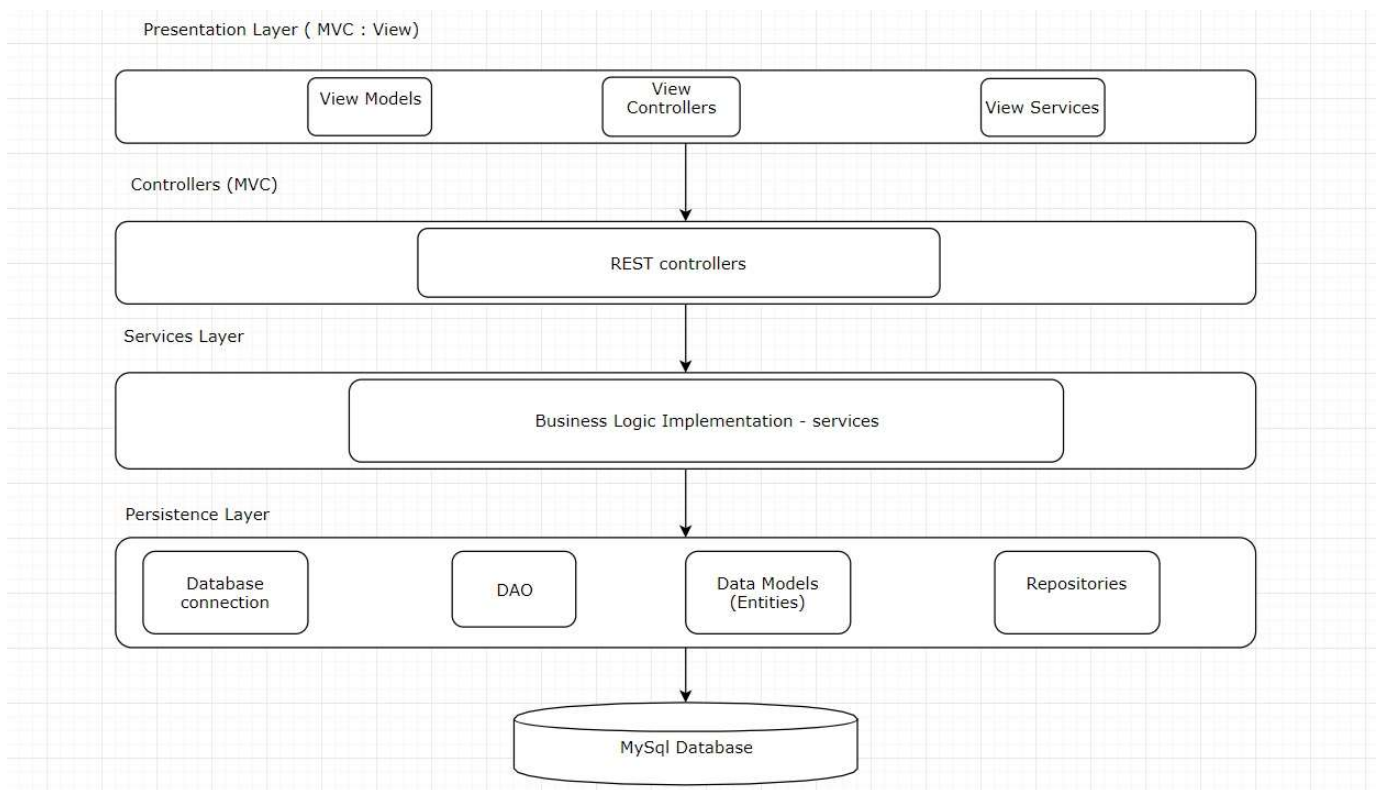 Presentation Layer ( MVC : View)
View Models
View
Controllers
View Services
Controllers (MVC)
REST controllers
Services Layer
Business Logic Implementation - services
Persistence Layer
Database
connection
DAO
Data Models
(Entities)
Repositories
MySql Database